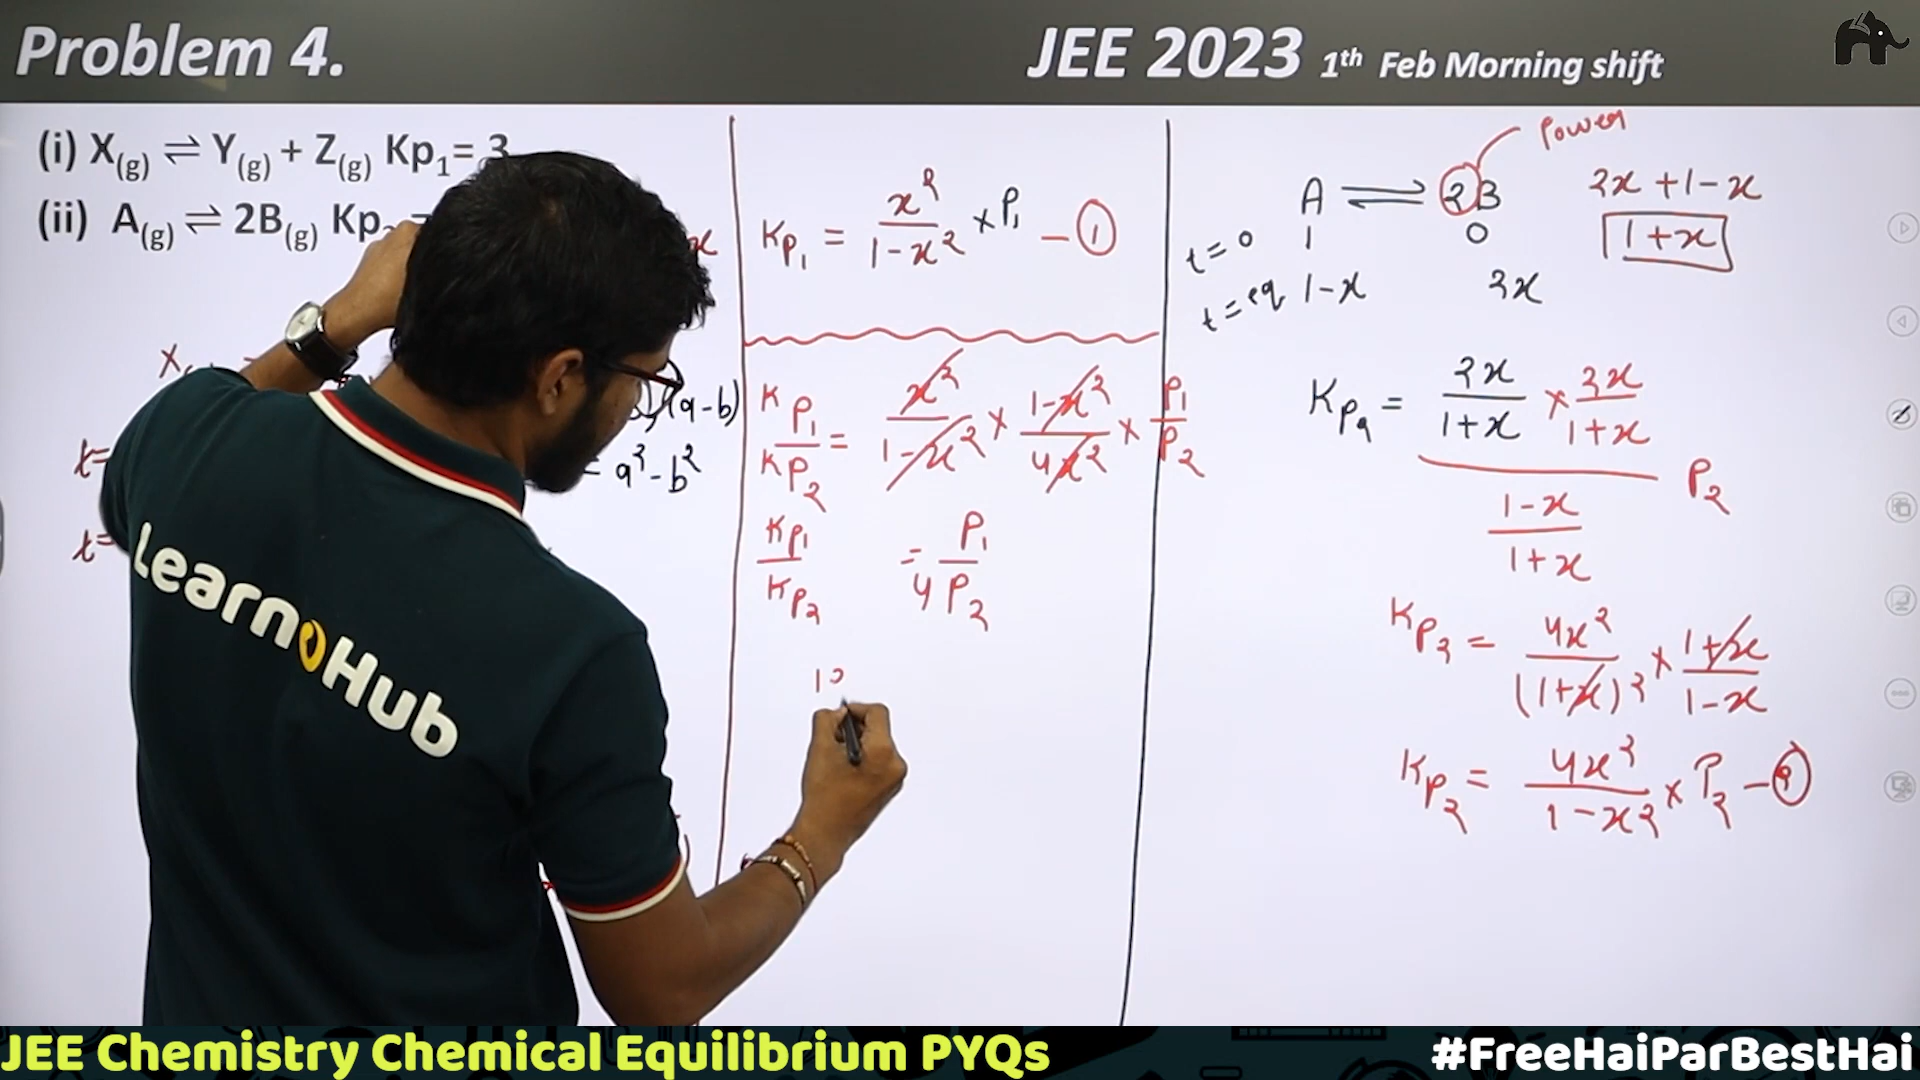 Problem 4.
JEE 2023 1th Feb Morning shift
(i) X(g) ⇌ Y(g) + Z(g) Kp1= 3
(ii) A(g) ⇌ 2B(g) Kp
x
X
(a-b)
t=
= a² - b²
t=
Kp1 = x² / 1-x² × P1 - ①
Kp1 / Kp2 = x² / 1-x² × 1-x² / 4x² × P1 / P2
Kp1 / Kp2 = P1 / 4 P2
Power
A ⇌ 2B
2x + 1 - x
t=0 1 0
1+x
t=eq 1-x 2x
Kp2 = 2x / 1+x × 2x / 1+x P2
1-x / 1+x
Kp2 = 4x² / (1+x)² × 1+x / 1-x
Kp2 = 4x² / 1-x² × P2 - ②
Learn Hub
JEE Chemistry Chemical Equilibrium PYQs
#FreeHaiParBestHai